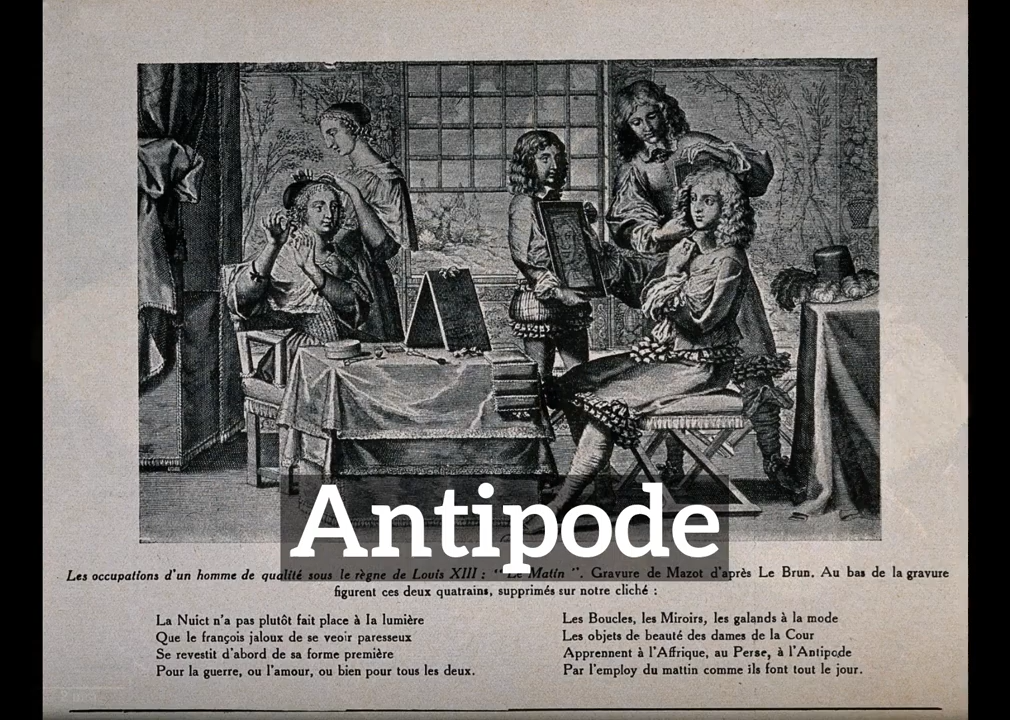 Antipode
Les occupations d'un homme de qualité sous le règne de Louis XIII : "Le Matin". Gravure de Mazot d'après Le Brun. Au bas de la gravure
figurent ces deux quatrains, supprimés sur notre cliché :
La Nuict n'a pas plutôt fait place à la lumière
Que le françois jaloux de se veoir paresseux
Se revestit d'abord de sa forme première
Pour la guerre, ou l'amour, ou bien pour tous les deux.
Les Boucles, les Miroirs, les galands à la mode
Les objets de beauté des dames de la Cour
Apprennent à l'Affrique, au Perse, à l'Antipode
Par l'employ du mattin comme ils font tout le jour.